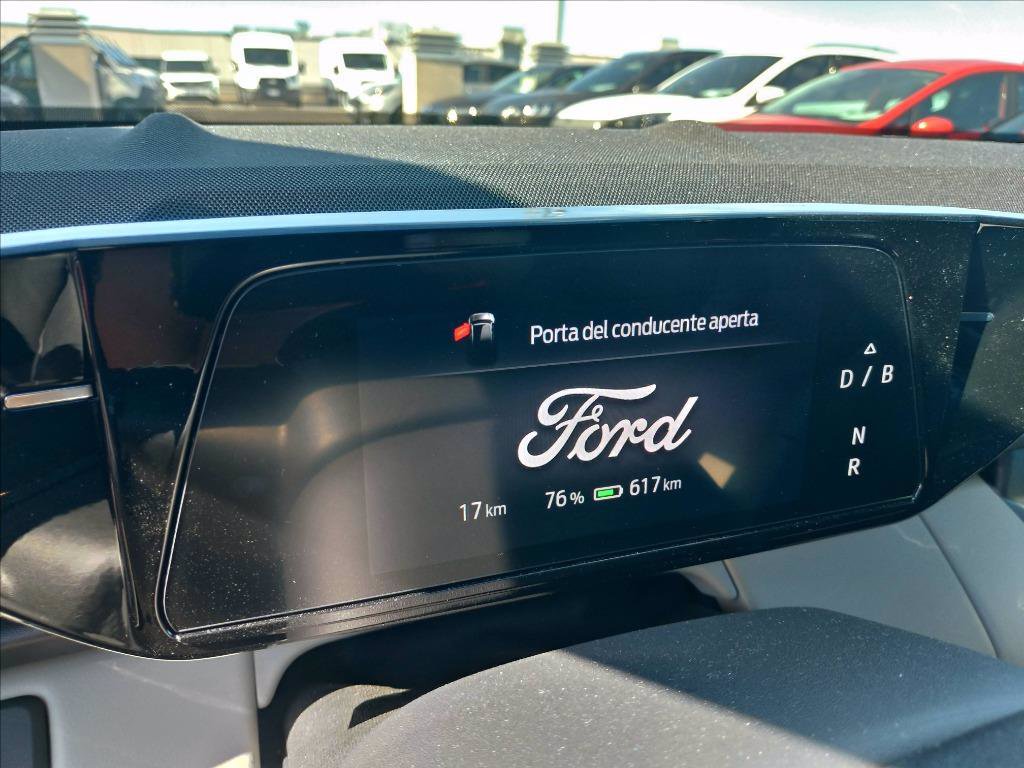 Porta del conducente aperta
Ford
17 km 76 % 617 km
D / B
N
R